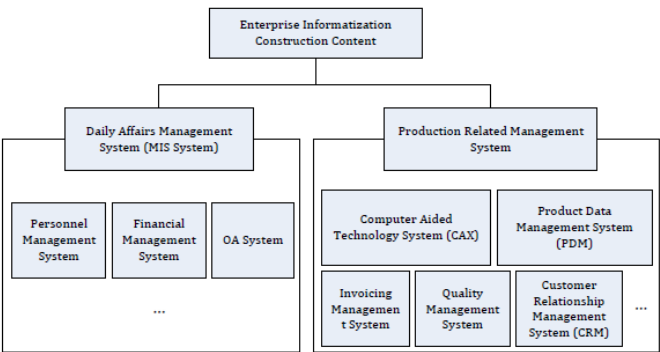 Enterprise Informatization
Construction Content
Daily Affairs Management
System (MIS System)
Production Related Management
System
Personnel
Management
System
Financial
Management
System
OA System
...
Computer Aided
Technology System (CAX)
Product Data
Management System
(PDM)
Invoicing
Managemen
t System
Quality
Management
System
Customer
Relationship
Management
System (CRM)
...